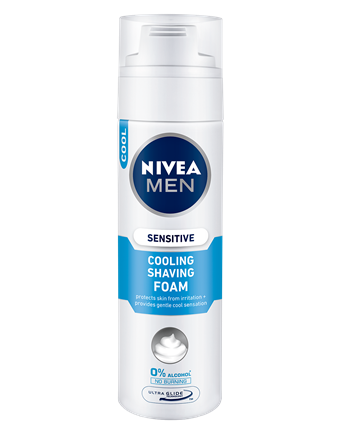 COOL
NIVEA
MEN
SENSITIVE
COOLING
SHAVING
FOAM
protects skin from irritation +
provides gentle cool sensation
0% ALCOHOL
NO BURNING
ULTRA GLIDE